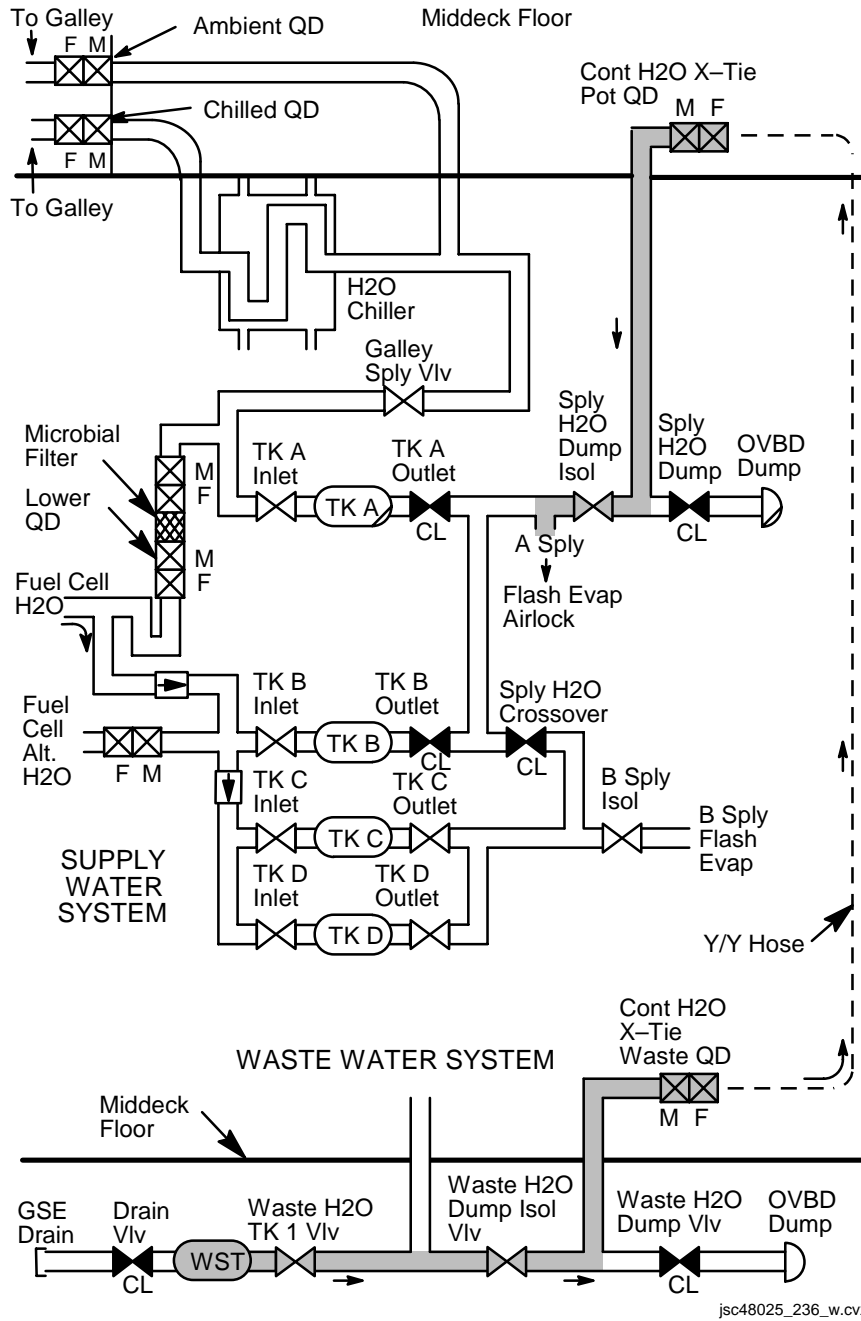 To Galley
F M
Ambient QD
Middeck Floor
Cont H2O X–Tie
Pot QD
M F
Chilled QD
F M
To Galley
H2O
Chiller
Galley
Sply Vlv
Sply
H2O
Dump
Isol
Sply
H2O
Dump
OVBD
Dump
Microbial
Filter
Lower
QD
M
F
M
F
TK A
Inlet
TK A
TK A
Outlet
CL
CL
A Sply
Flash Evap
Airlock
Fuel Cell
H2O
Fuel
Cell
Alt.
H2O
F M
TK B
Inlet
TK B
TK B
Outlet
CL
Sply H2O
Crossover
CL
TK C
Inlet
TK C
TK C
Outlet
B Sply
Isol
B Sply
Flash
Evap
TK D
Inlet
TK D
TK D
Outlet
SUPPLY
WATER
SYSTEM
Y/Y Hose
Cont H2O
X–Tie
Waste QD
M F
WASTE WATER SYSTEM
Middeck
Floor
GSE
Drain
Drain
Vlv
CL
WST
Waste H2O
TK 1 Vlv
Waste H2O
Dump Isol
Vlv
Waste H2O
Dump Vlv
CL
OVBD
Dump
jsc48025_236_w.cv